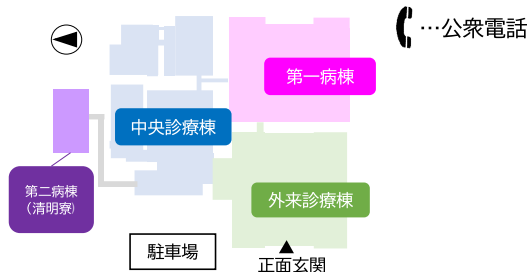 …公衆電話
第一病棟
中央診療棟
第二病棟
（清明寮）
外来診療棟
駐車場
正面玄関